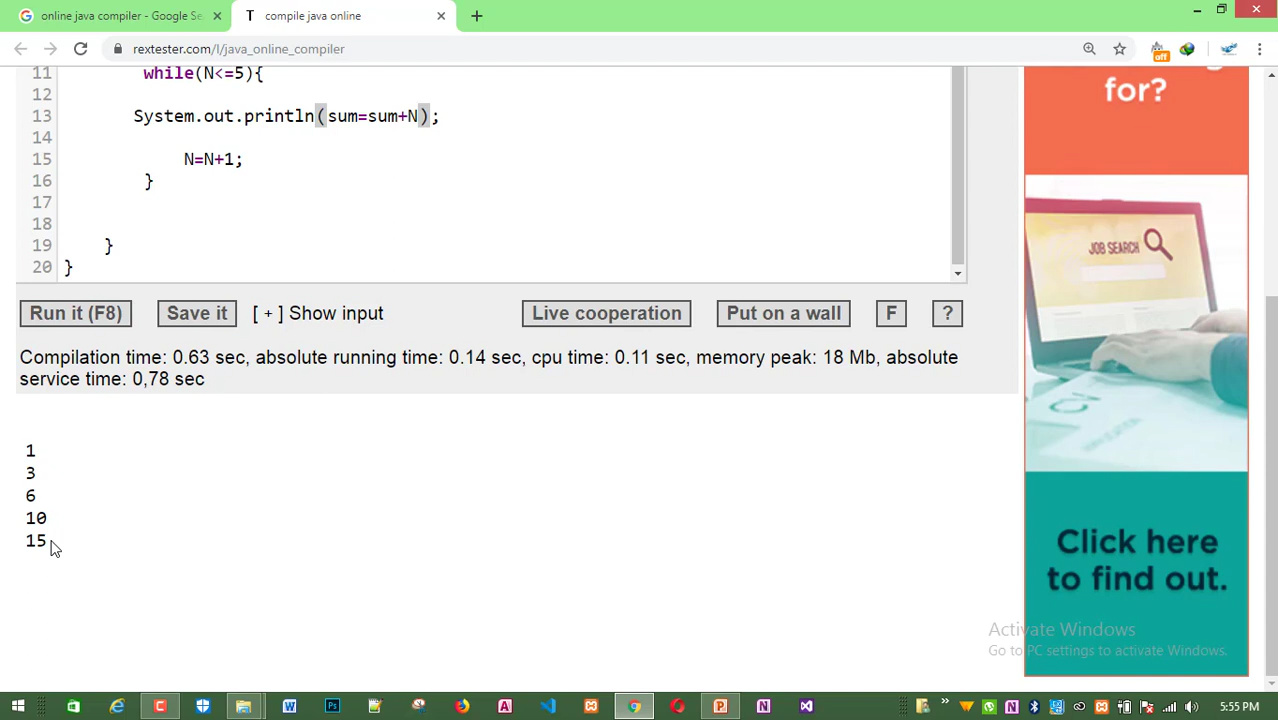 online java compiler - Google Se
compile java online
rextester.com/l/java_online_compiler
off
11 while(N<=5){
12
13 System.out.println(sum=sum+N);
14
15 N=N+1;
16 }
17
18
19 }
20 }
Run it (F8) Save it [ + ] Show input Live cooperation Put on a wall F ?
Compilation time: 0.63 sec, absolute running time: 0.14 sec, cpu time: 0.11 sec, memory peak: 18 Mb, absolute
service time: 0,78 sec
1
3
6
10
15
for?
JOB SEARCH
Click here
to find out.
Activate Windows
Go to PC settings to activate Windows.
5:55 PM